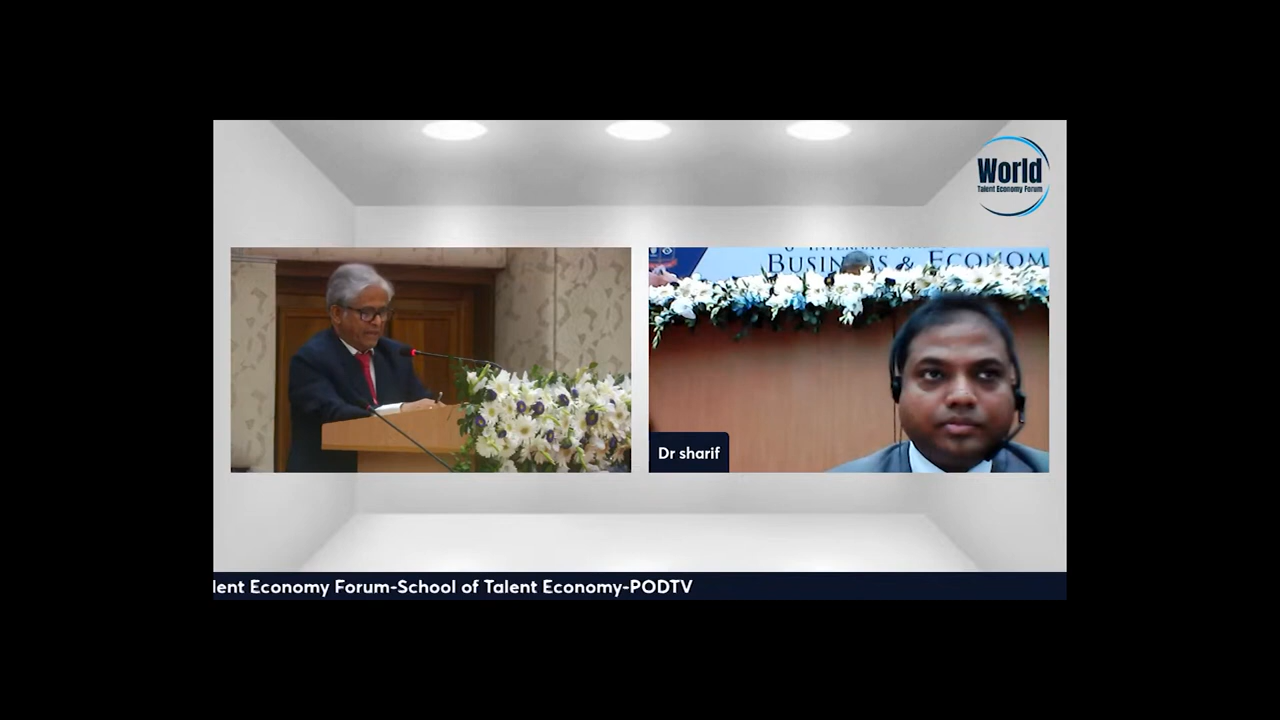 World
Talent Economy Forum
BUSINESS & ECONOM
Dr sharif
lent Economy Forum-School of Talent Economy-PODTV